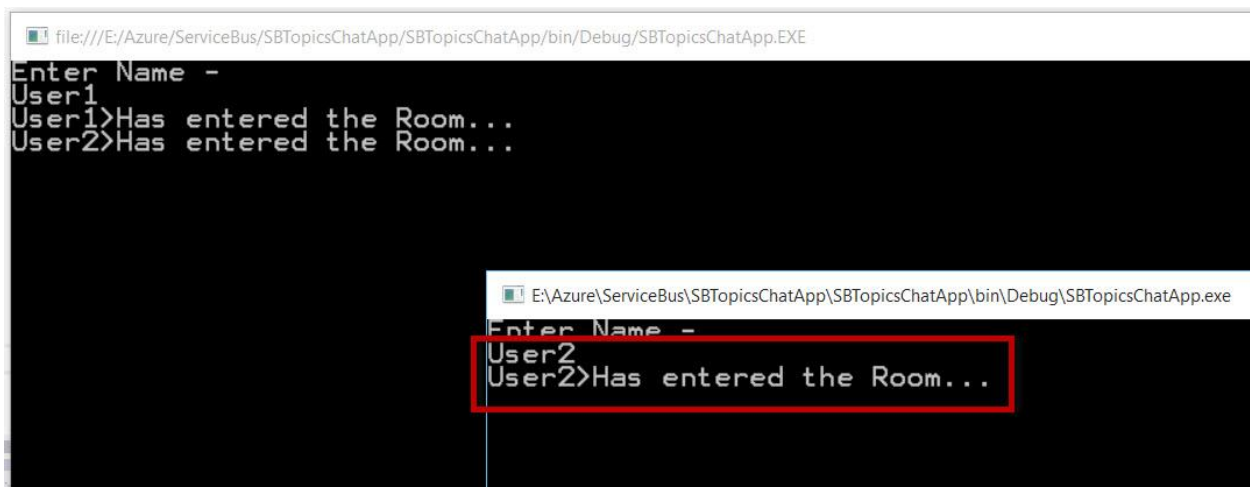 file:///E:/Azure/ServiceBus/SBTopicsChatApp/SBTopicsChatApp/bin/Debug/SBTopicsChatApp.EXE
Enter Name -
User1
User1>Has entered the Room...
User2>Has entered the Room...
E:\Azure\ServiceBus\SBTopicsChatApp\SBTopicsChatApp\bin\Debug\SBTopicsChatApp.exe
Enter Name -
User2
User2>Has entered the Room...